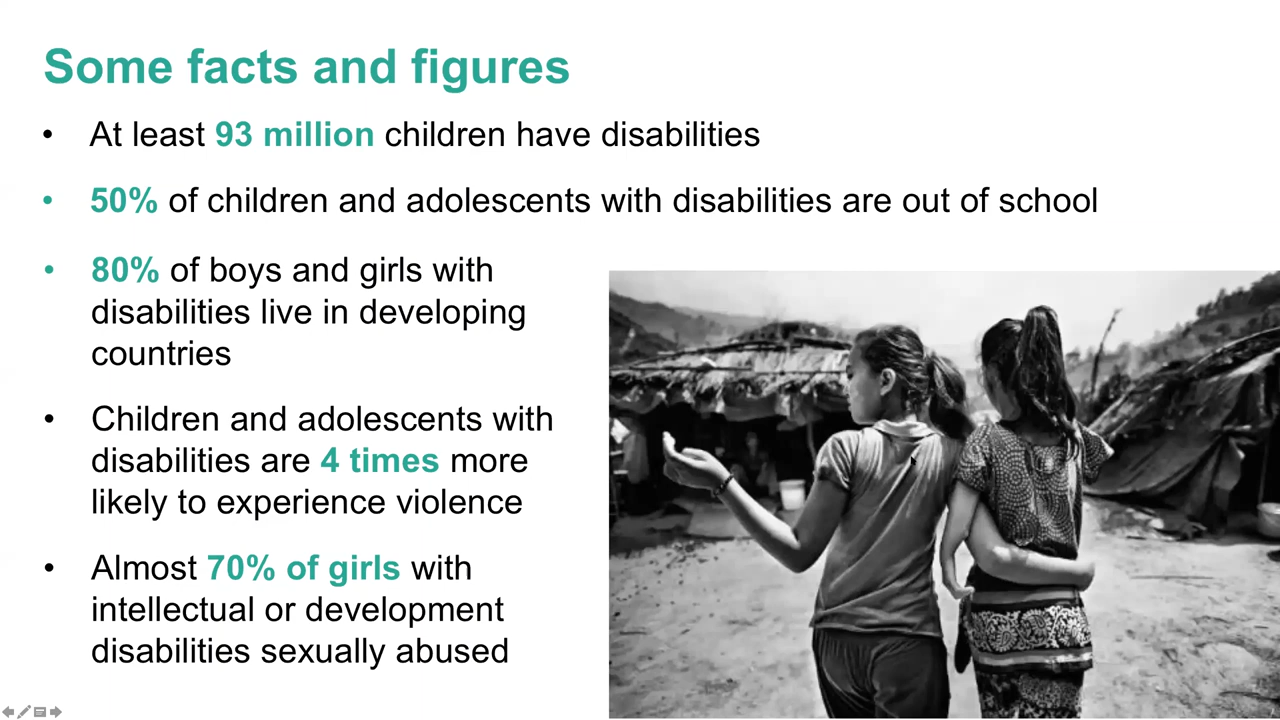 Some facts and figures
• At least 93 million children have disabilities
• 50% of children and adolescents with disabilities are out of school
• 80% of boys and girls with
disabilities live in developing
countries
• Children and adolescents with
disabilities are 4 times more
likely to experience violence
• Almost 70% of girls with
intellectual or development
disabilities sexually abused